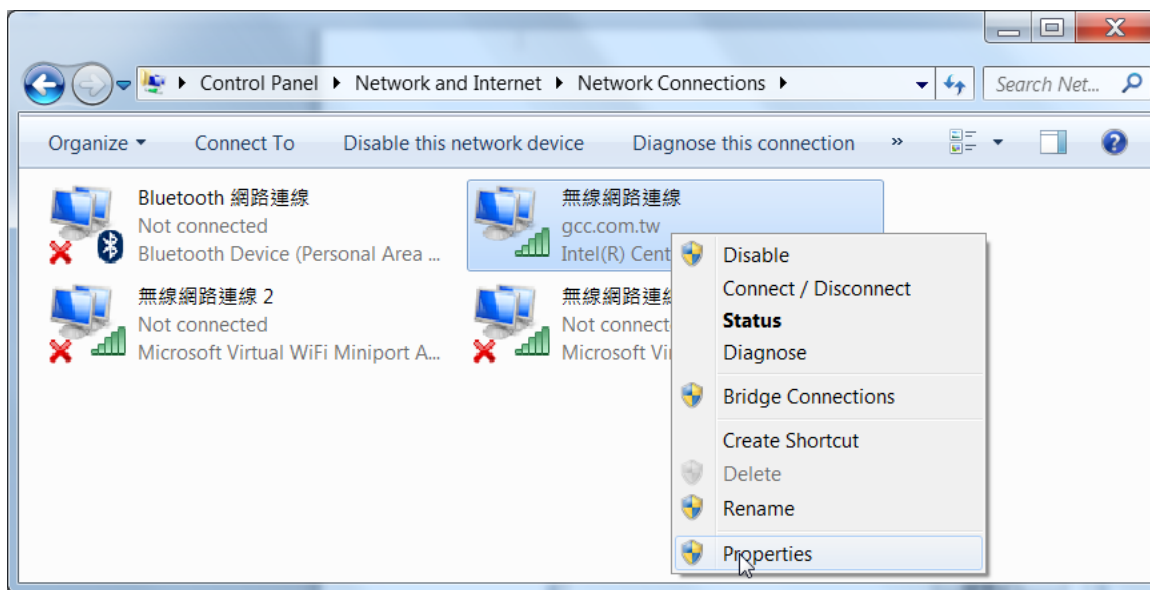 Control Panel Network and Internet Network Connections Search Net...
Organize Connect To Disable this network device Diagnose this connection »
Bluetooth 網路連線
Not connected
Bluetooth Device (Personal Area ...
無線網路連線
gcc.com.tw
Intel(R) Cent
無線網路連線 2
Not connected
Microsoft Virtual WiFi Miniport A...
無線網路連
Not connect
Microsoft Vi
Disable
Connect / Disconnect
Status
Diagnose
Bridge Connections
Create Shortcut
Delete
Rename
Properties